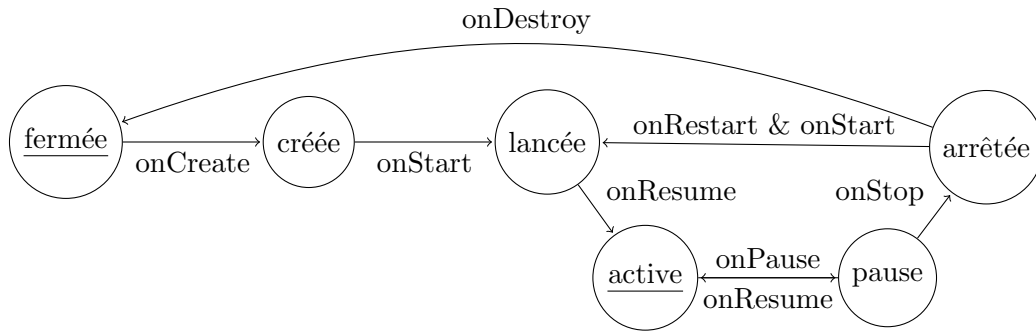 onDestroy
fermée
onCreate
créée
onStart
lancée
onRestart & onStart
arrêtée
onResume
onStop
active
onPause
onResume
pause